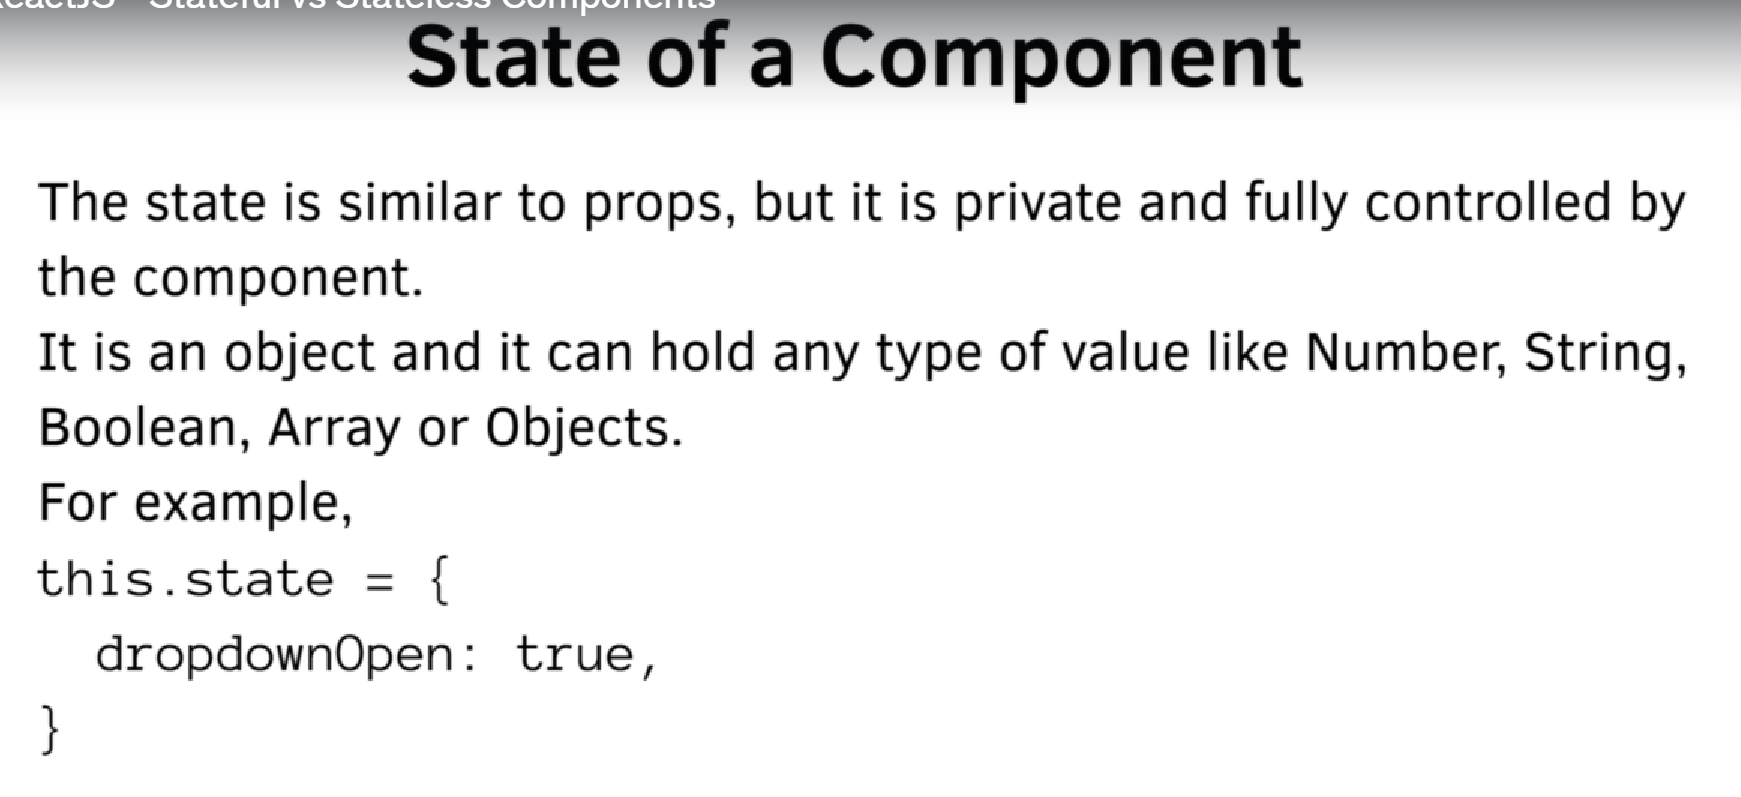 Stateful vs Stateless Components
State of a Component
The state is similar to props, but it is private and fully controlled by
the component.
It is an object and it can hold any type of value like Number, String,
Boolean, Array or Objects.
For example,
this.state = {
dropdownOpen: true,
}